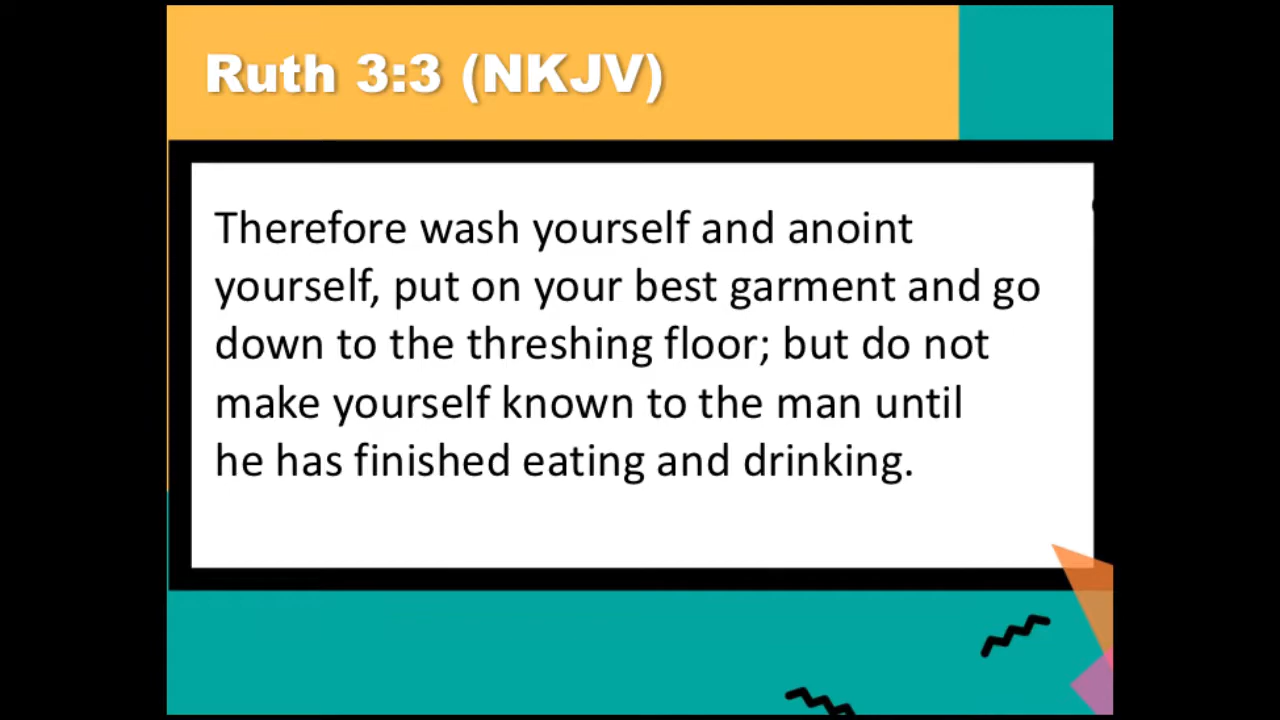 Ruth 3:3 (NKJV)
Therefore wash yourself and anoint
yourself, put on your best garment and go
down to the threshing floor; but do not
make yourself known to the man until
he has finished eating and drinking.